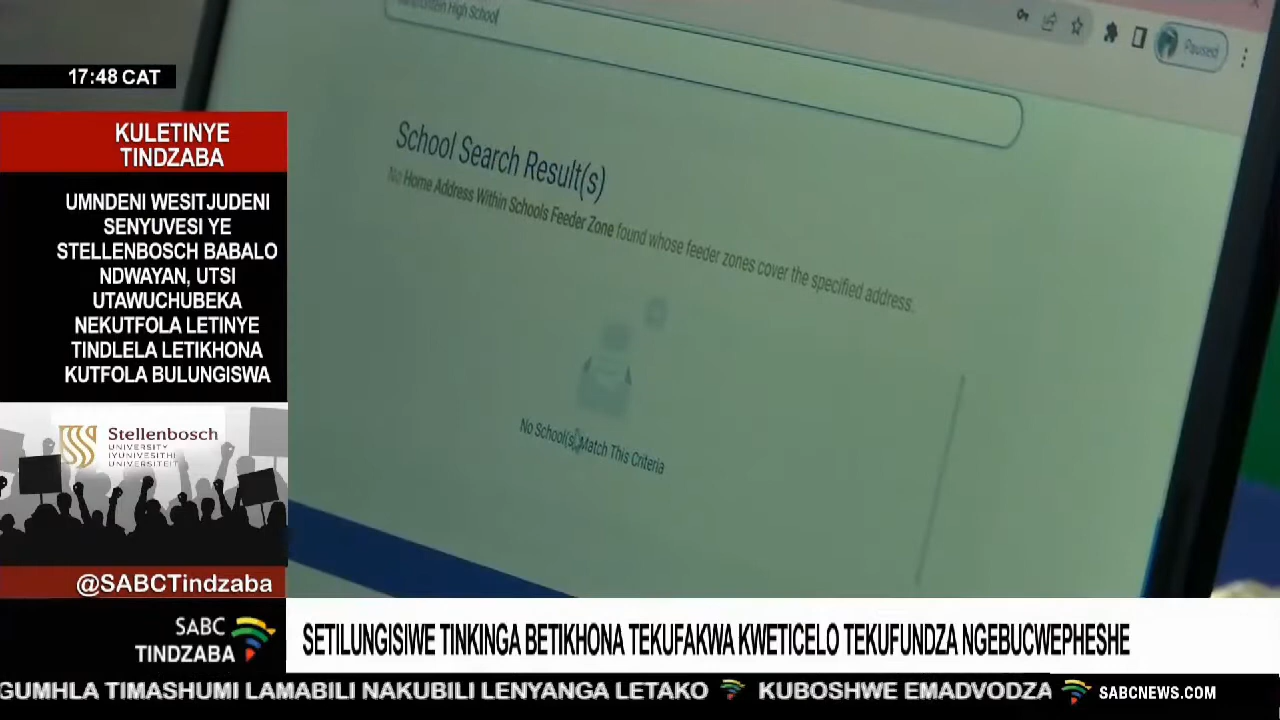 High School
Paused
17:48 CAT
School Search Result(s)
No Home Address Within Schools Feeder Zone found whose feeder zones cover the specified address.
No School(s) Match This Criteria
KULETINYE
TINDZABA
UMNDENI WESITJUDENI
SENYUVESI YE
STELLENBOSCH BABALO
NDWAYAN, UTSI
UTAWUCHUBEKA
NEKUTFOLA LETINYE
TINDLELA LETIKHONA
KUTFOLA BULUNGISWA
Stellenbosch
UNIVERSITY
IYUNIVESITHI
UNIVERSITEIT
@SABCTindzaba
SABC
TINDZABA
SETILUNGISIWE TINKINGA BETIKHONA TEKUFAKWA KWETICELO TEKUFUNDZA NGEBUCWEPHESHE
GUMHLA TIMASHUMI LAMABILI NAKUBILI LENYANGA LETAKO KUBOSHWE EMADVODZA SABCNEWS.COM